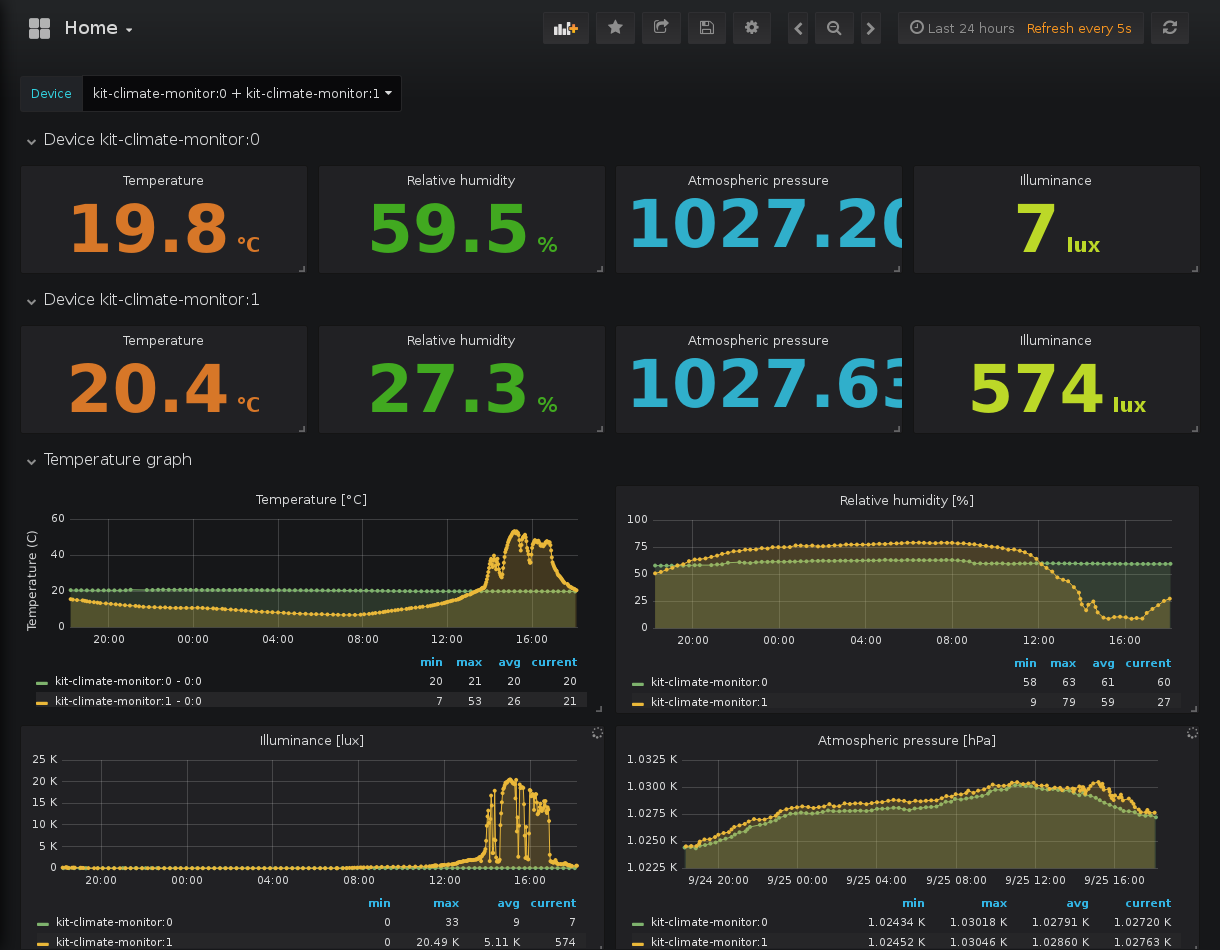 Home
Last 24 hours Refresh every 5s
Device kit-climate-monitor:0 + kit-climate-monitor:1
Device kit-climate-monitor:0
Temperature Relative humidity Atmospheric pressure Illuminance
19.8 °C 59.5 % 1027.20 7 lux
Device kit-climate-monitor:1
Temperature Relative humidity Atmospheric pressure Illuminance
20.4 °C 27.3 % 1027.63 574 lux
Temperature graph
Temperature [°C]
Temperature (C)
60
40
20
0
20:00 00:00 04:00 08:00 12:00 16:00
min max avg current
kit-climate-monitor:0 - 0:0 20 21 20 20
kit-climate-monitor:1 - 0:0 7 53 26 21
Relative humidity [%]
100
75
50
25
0
20:00 00:00 04:00 08:00 12:00 16:00
min max avg current
kit-climate-monitor:0 58 63 61 60
kit-climate-monitor:1 9 79 59 27
Illuminance [lux]
25 K
20 K
15 K
10 K
5 K
0
20:00 00:00 04:00 08:00 12:00 16:00
min max avg current
kit-climate-monitor:0 0 33 9 7
kit-climate-monitor:1 0 20.49 K 5.11 K 574
Atmospheric pressure [hPa]
1.0325 K
1.0300 K
1.0275 K
1.0250 K
1.0225 K
9/24 20:00 9/25 00:00 9/25 04:00 9/25 08:00 9/25 12:00 9/25 16:00
min max avg current
kit-climate-monitor:0 1.02434 K 1.03018 K 1.02791 K 1.02720 K
kit-climate-monitor:1 1.02452 K 1.03046 K 1.02860 K 1.02763 K